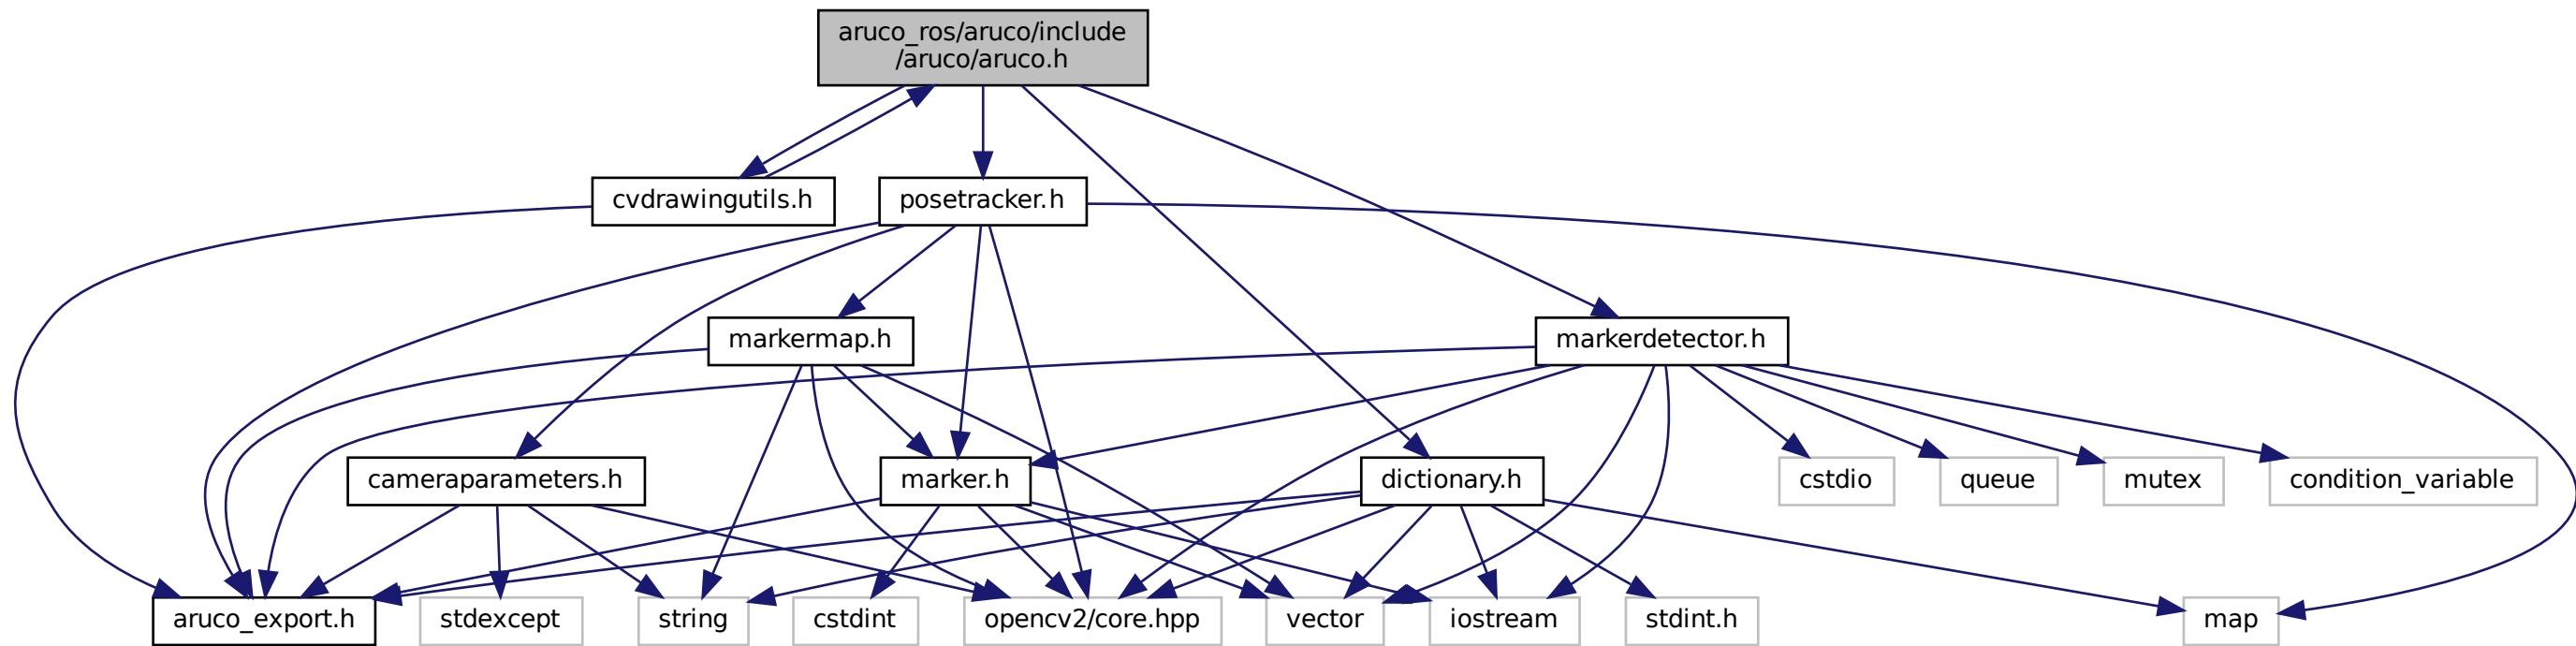 aruco_ros/aruco/include
/aruco/aruco.h
cvdrawingutils.h
posetracker.h
markermap.h
markerdetector.h
cameraparameters.h
marker.h
dictionary.h
cstdio
queue
mutex
condition_variable
aruco_export.h
stdexcept
string
cstdint
opencv2/core.hpp
vector
iostream
stdint.h
map